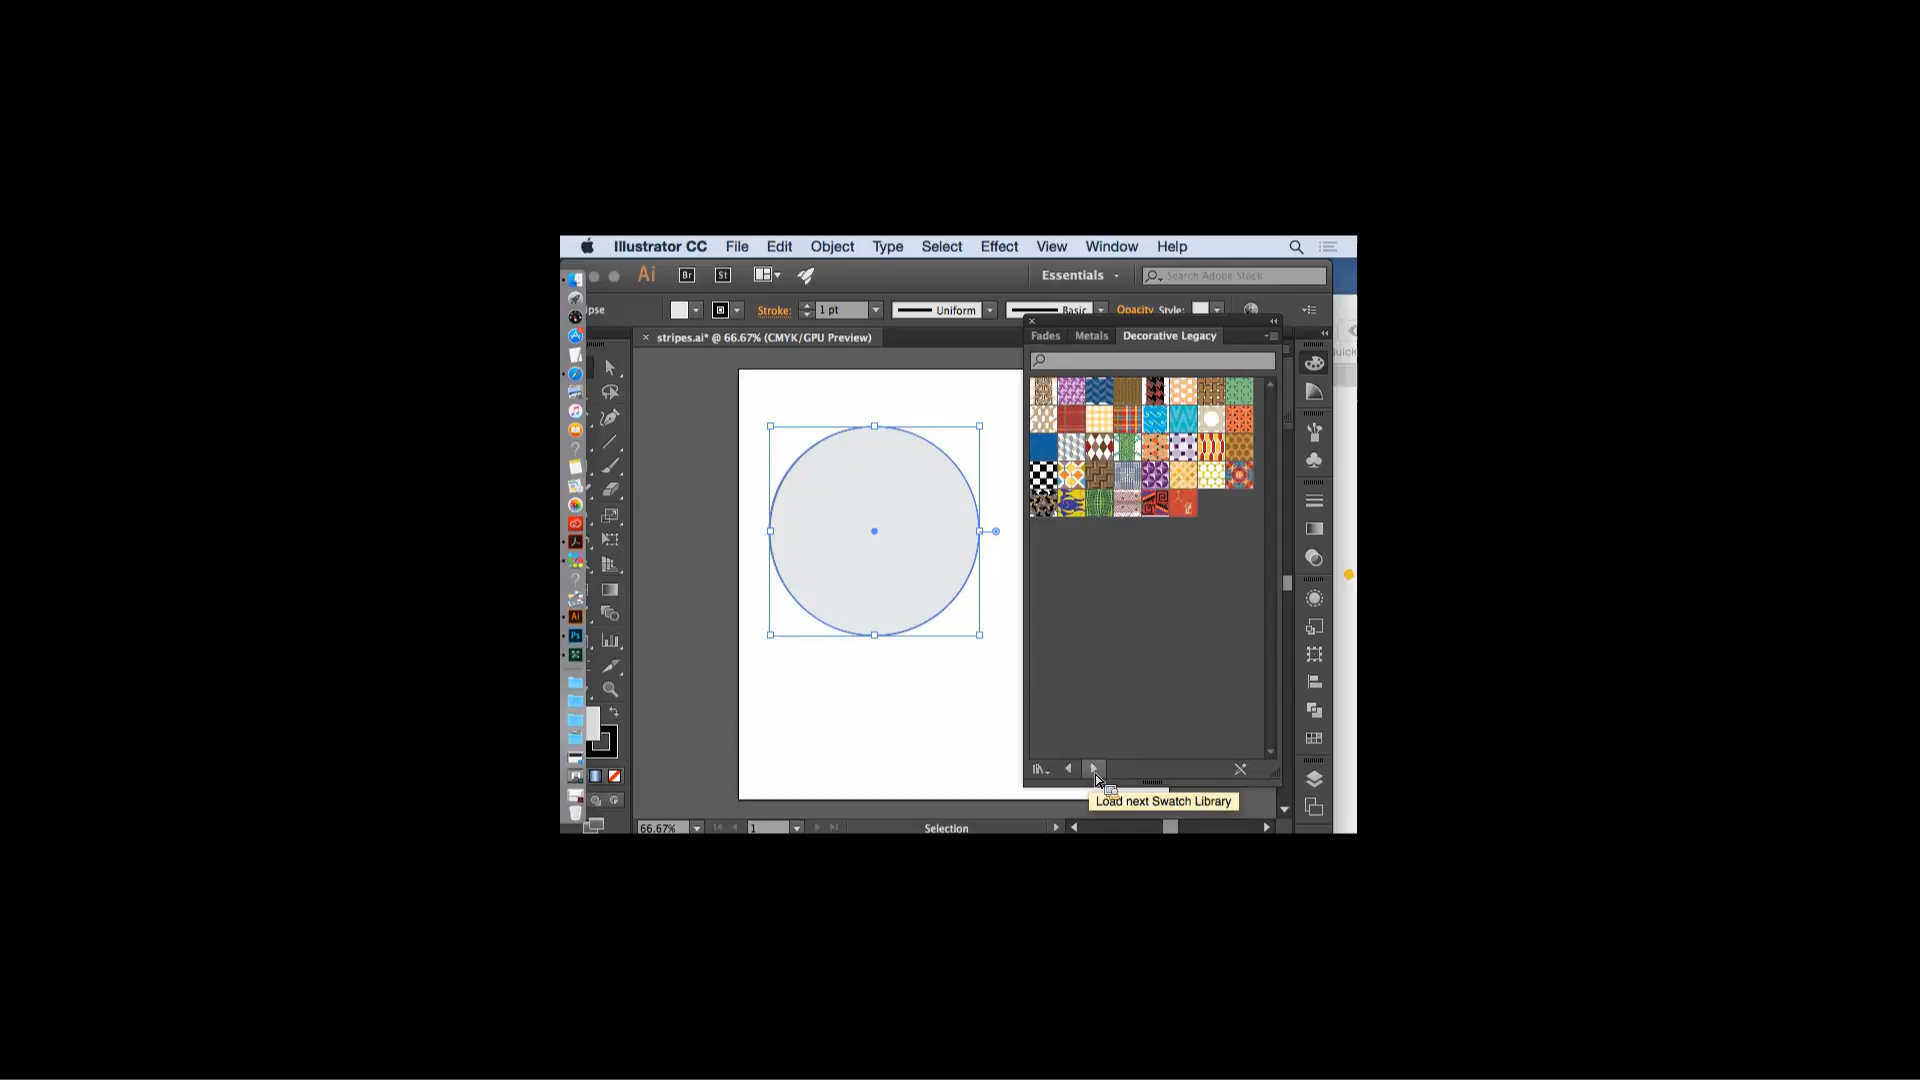 Illustrator CC File Edit Object Type Select Effect View Window Help
Ai Br St Essentials Search Adobe Stock
pse Stroke: 1 pt Uniform Basic Opacity Style:
× stripes.ai* @ 66.67% (CMYK/GPU Preview)
Fades Metals Decorative Legacy
Ai
Ps
Load next Swatch Library
66.67% 1 Selection